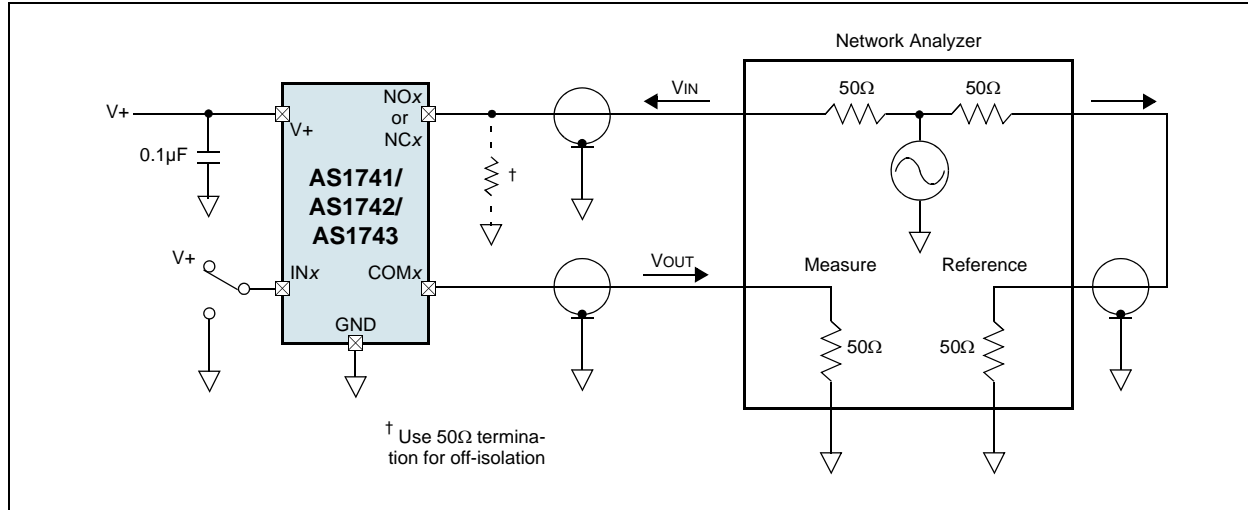 Network Analyzer
V+
0.1µF
V+
NOx
or
NCx
†
VIN
50Ω
50Ω
AS1741/
AS1742/
AS1743
V+
INx
COMx
GND
VOUT
Measure
Reference
50Ω
50Ω
† Use 50Ω termina-
tion for off-isolation